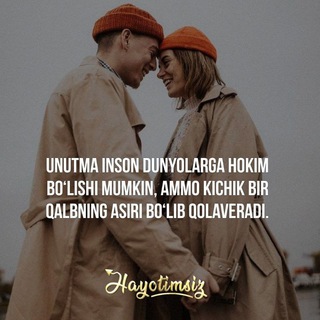 UNUTMA INSON DUNYOLARGA HOKIM
BO‘LISHI MUMKIN, AMMO KICHIK BIR
QALBNING ASIRI BO‘LIB QOLAVERADI.
Hayotimsiz